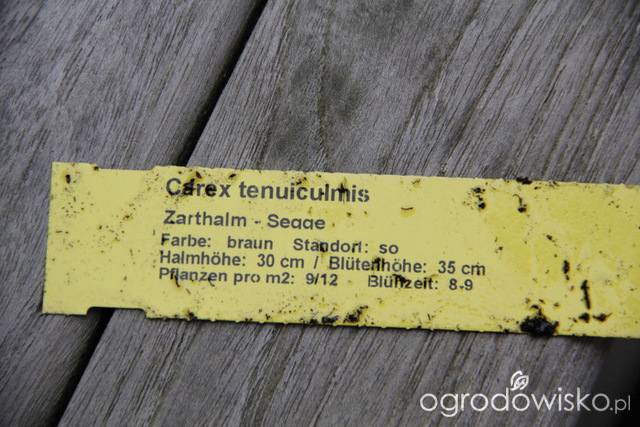 Carex tenuiculmis
Zarthalm - Segge
Farbe: braun Standort: so
Halmhöhe: 30 cm / Blütenhöhe: 35 cm
Pflanzen pro m2: 9/12 Blühzeit: 8-9
ogrodowisko.pl